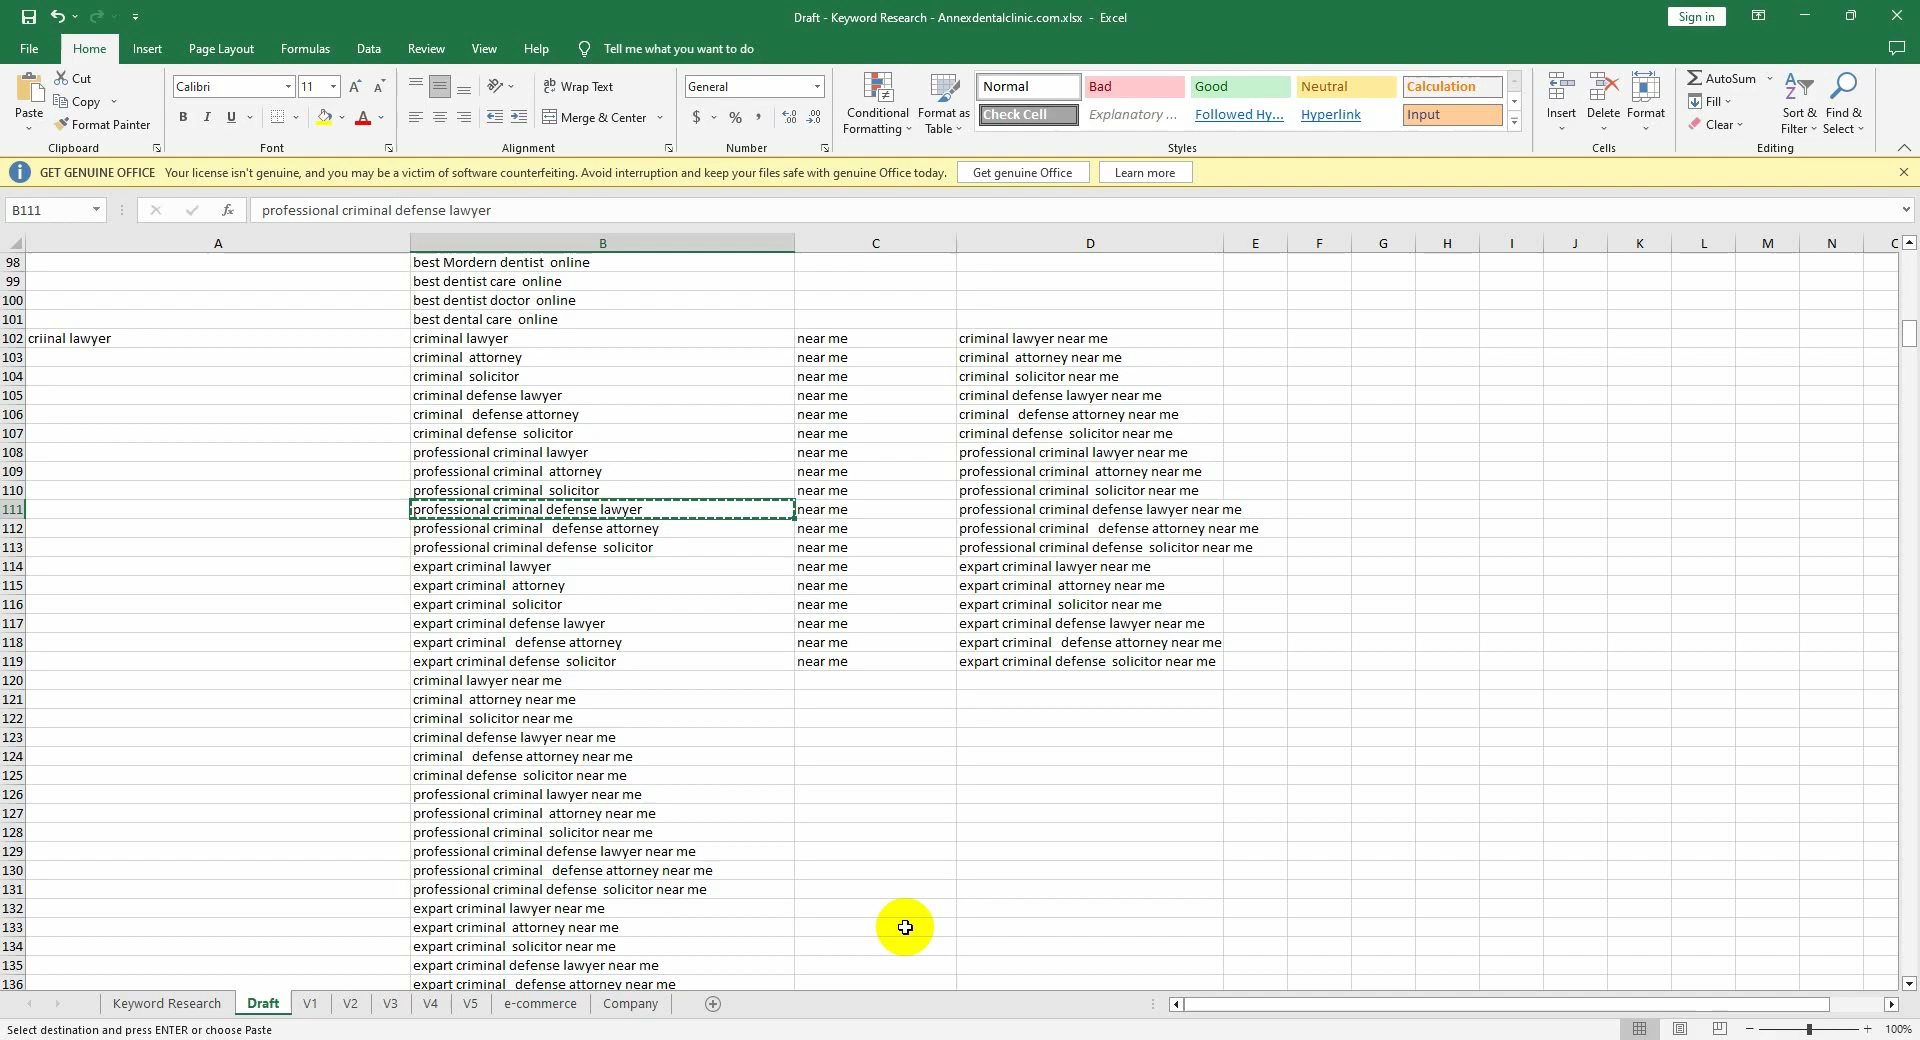 Draft - Keyword Research - Annexdentalclinic.com.xlsx - Excel
Sign in
File Home Insert Page Layout Formulas Data Review View Help Tell me what you want to do
Paste
Cut
Copy
Format Painter
Clipboard
Calibri 11
B I U
Font
Wrap Text
Merge & Center
Alignment
General
$ % ,
Number
Conditional Formatting
Format as Table
Normal Bad Good Neutral Calculation
Check Cell Explanatory ... Followed Hy... Hyperlink Input
Styles
Insert Delete Format
Cells
AutoSum
Fill
Clear
Sort & Filter
Find & Select
Editing
GET GENUINE OFFICE Your license isn't genuine, and you may be a victim of software counterfeiting. Avoid interruption and keep your files safe with genuine Office today. Get genuine Office Learn more
B111 fx professional criminal defense lawyer
A B C D E F G H I J K L M N
98 best Mordern dentist online
99 best dentist care online
100 best dentist doctor online
101 best dental care online
102 criinal lawyer criminal lawyer near me criminal lawyer near me
103 criminal attorney near me criminal attorney near me
104 criminal solicitor near me criminal solicitor near me
105 criminal defense lawyer near me criminal defense lawyer near me
106 criminal defense attorney near me criminal defense attorney near me
107 criminal defense solicitor near me criminal defense solicitor near me
108 professional criminal lawyer near me professional criminal lawyer near me
109 professional criminal attorney near me professional criminal attorney near me
110 professional criminal solicitor near me professional criminal solicitor near me
111 professional criminal defense lawyer near me professional criminal defense lawyer near me
112 professional criminal defense attorney near me professional criminal defense attorney near me
113 professional criminal defense solicitor near me professional criminal defense solicitor near me
114 expart criminal lawyer near me expart criminal lawyer near me
115 expart criminal attorney near me expart criminal attorney near me
116 expart criminal solicitor near me expart criminal solicitor near me
117 expart criminal defense lawyer near me expart criminal defense lawyer near me
118 expart criminal defense attorney near me expart criminal defense attorney near me
119 expart criminal defense solicitor near me expart criminal defense solicitor near me
120 criminal lawyer near me
121 criminal attorney near me
122 criminal solicitor near me
123 criminal defense lawyer near me
124 criminal defense attorney near me
125 criminal defense solicitor near me
126 professional criminal lawyer near me
127 professional criminal attorney near me
128 professional criminal solicitor near me
129 professional criminal defense lawyer near me
130 professional criminal defense attorney near me
131 professional criminal defense solicitor near me
132 expart criminal lawyer near me
133 expart criminal attorney near me
134 expart criminal solicitor near me
135 expart criminal defense lawyer near me
136 expart criminal defense attorney near me
Keyword Research Draft V1 V2 V3 V4 V5 e-commerce Company
Select destination and press ENTER or choose Paste
100%